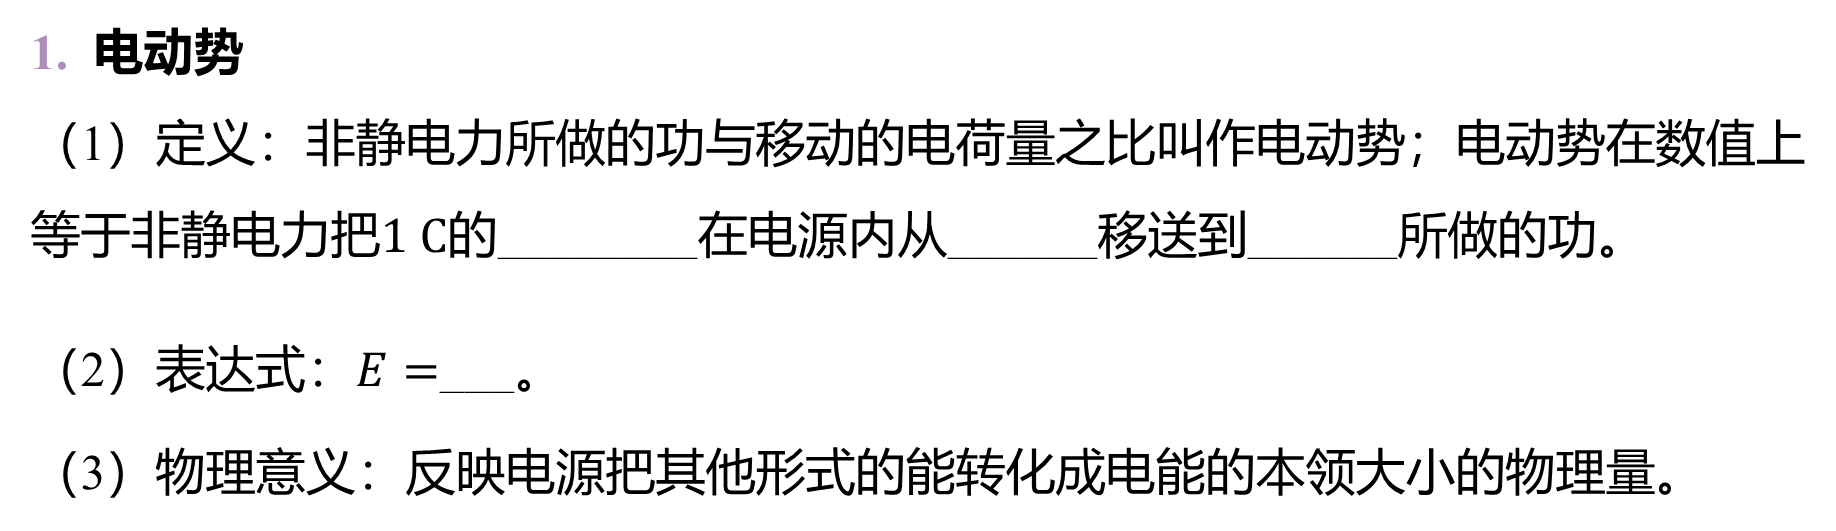 1. 电动势
（1）定义：非静电力所做的功与移动的电荷量之比叫作电动势；电动势在数值上
等于非静电力把1 C的________在电源内从______移送到______所做的功。
（2）表达式：E =___。
（3）物理意义：反映电源把其他形式的能转化成电能的本领大小的物理量。